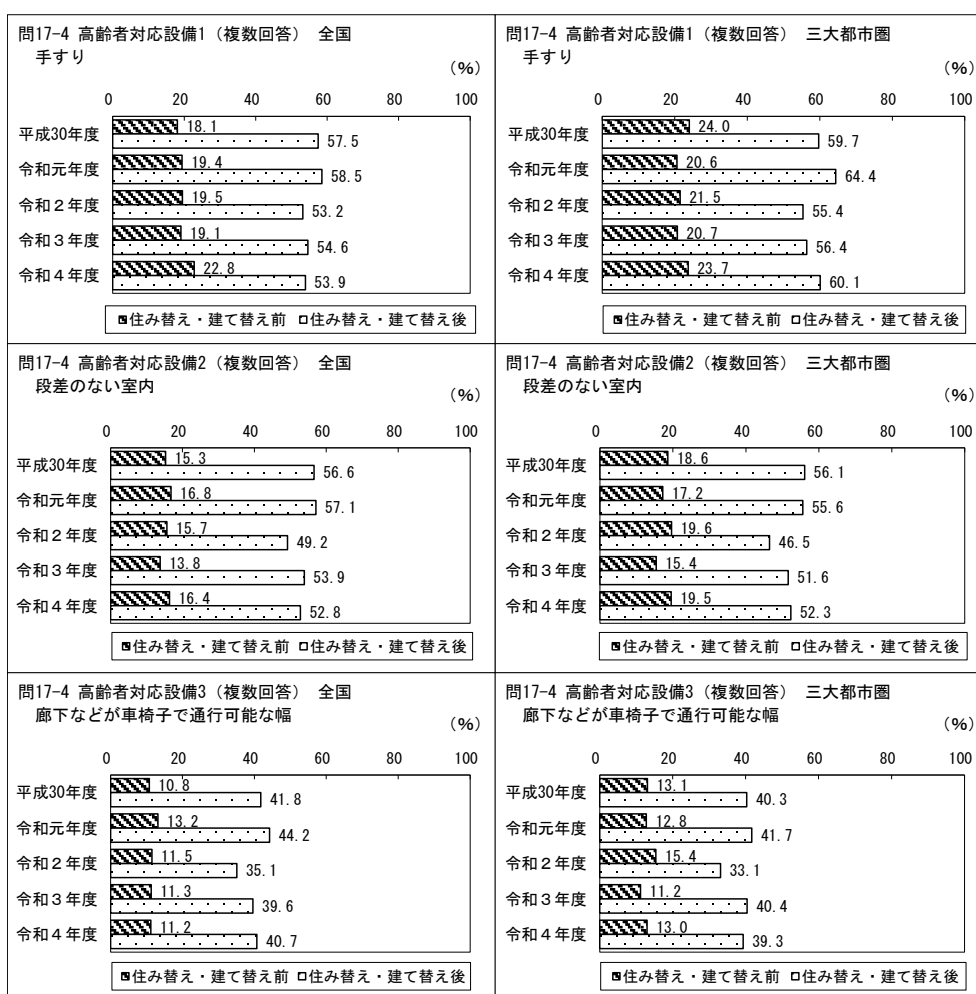 問17-4 高齢者対応設備1（複数回答）　全国
手すり
（%）
0 20 40 60 80 100
平成30年度 18.1 57.5
令和元年度 19.4 58.5
令和２年度 19.5 53.2
令和３年度 19.1 54.6
令和４年度 22.8 53.9
住み替え・建て替え前 住み替え・建て替え後
問17-4 高齢者対応設備1（複数回答）　三大都市圏
手すり
（%）
0 20 40 60 80 100
平成30年度 24.0 59.7
令和元年度 20.6 64.4
令和２年度 21.5 55.4
令和３年度 20.7 56.4
令和４年度 23.7 60.1
住み替え・建て替え前 住み替え・建て替え後
問17-4 高齢者対応設備2（複数回答）　全国
段差のない室内
（%）
0 20 40 60 80 100
平成30年度 15.3 56.6
令和元年度 16.8 57.1
令和２年度 15.7 49.2
令和３年度 13.8 53.9
令和４年度 16.4 52.8
住み替え・建て替え前 住み替え・建て替え後
問17-4 高齢者対応設備2（複数回答）　三大都市圏
段差のない室内
（%）
0 20 40 60 80 100
平成30年度 18.6 56.1
令和元年度 17.2 55.6
令和２年度 19.6 46.5
令和３年度 15.4 51.6
令和４年度 19.5 52.3
住み替え・建て替え前 住み替え・建て替え後
問17-4 高齢者対応設備3（複数回答）　全国
廊下などが車椅子で通行可能な幅
（%）
0 20 40 60 80 100
平成30年度 10.8 41.8
令和元年度 13.2 44.2
令和２年度 11.5 35.1
令和３年度 11.3 39.6
令和４年度 11.2 40.7
住み替え・建て替え前 住み替え・建て替え後
問17-4 高齢者対応設備3（複数回答）　三大都市圏
廊下などが車椅子で通行可能な幅
（%）
0 20 40 60 80 100
平成30年度 13.1 40.3
令和元年度 12.8 41.7
令和２年度 15.4 33.1
令和３年度 11.2 40.4
令和４年度 13.0 39.3
住み替え・建て替え前 住み替え・建て替え後